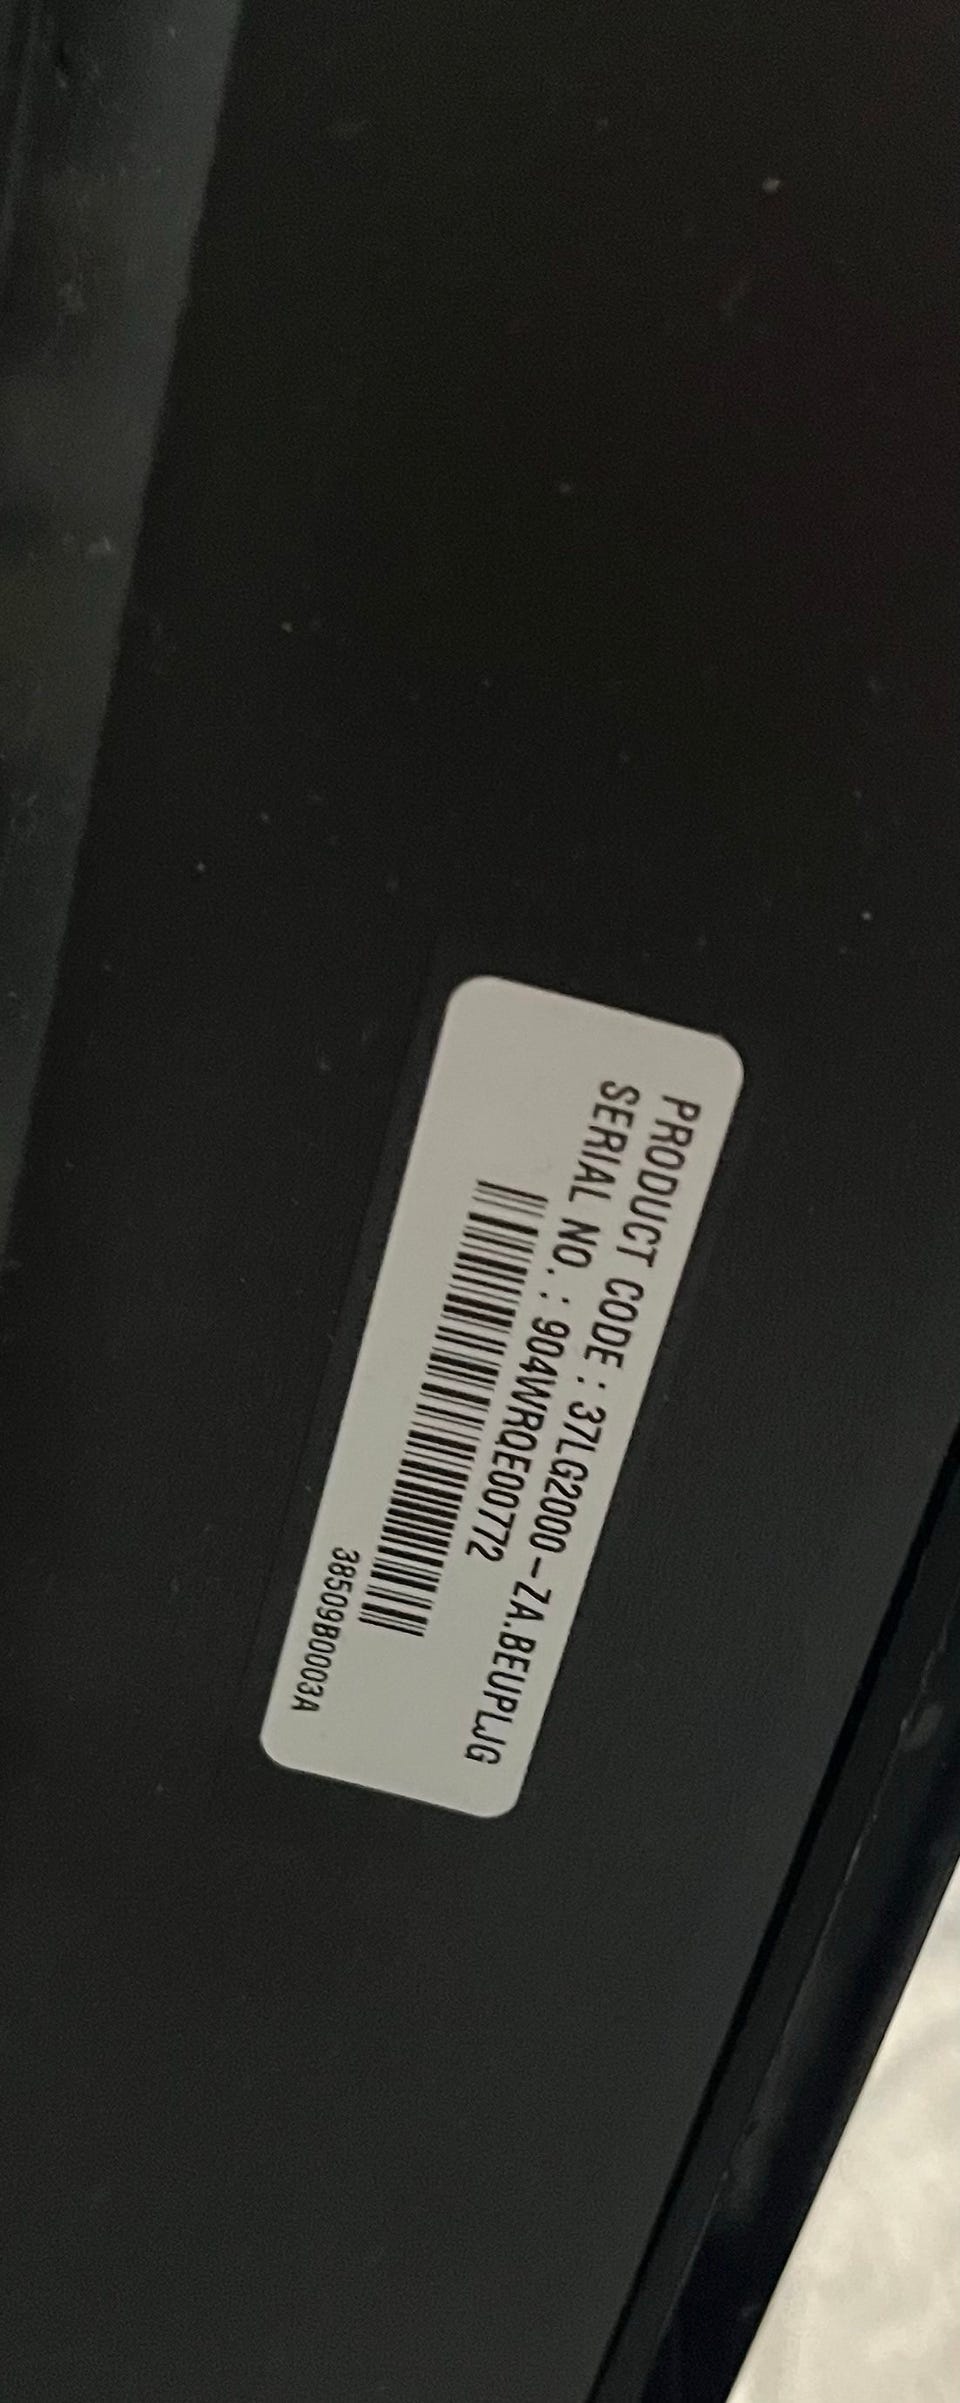 PRODUCT CODE : 37LG2000-ZA.BEUPLJG
SERIAL NO. : 904WRQE00772
38509B0003A